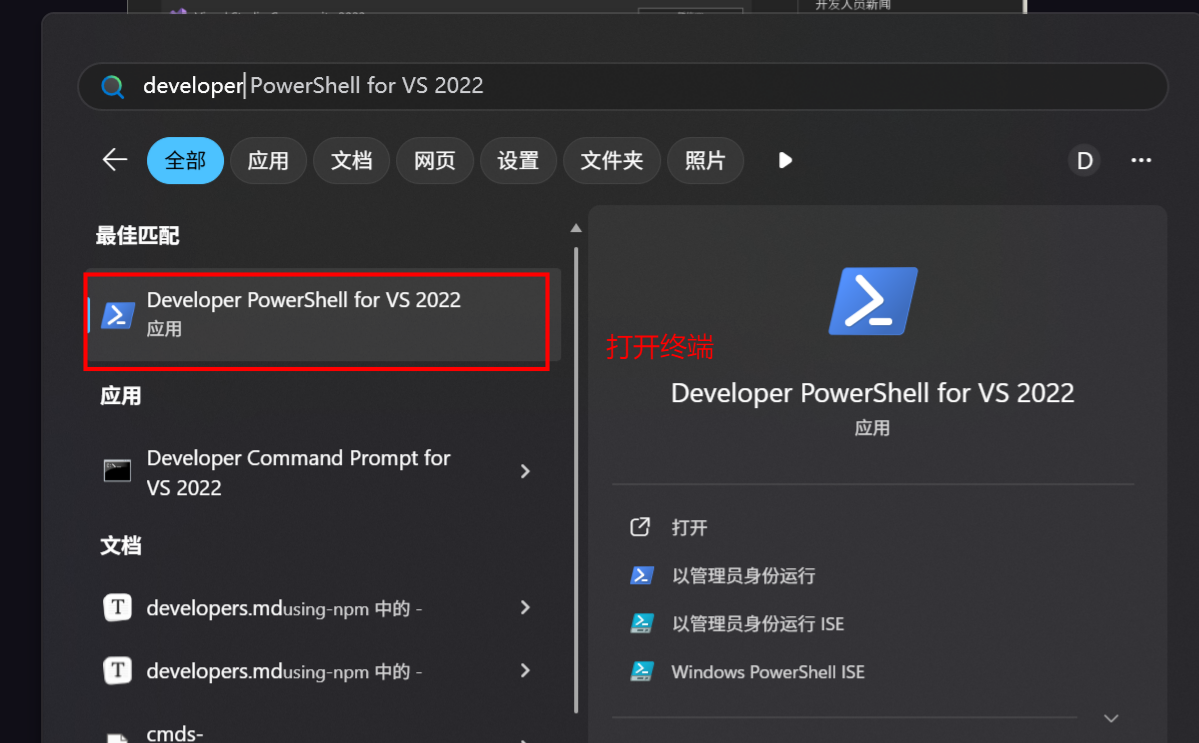 开发人员新闻
developer PowerShell for VS 2022
全部 应用 文档 网页 设置 文件夹 照片 D
最佳匹配
Developer PowerShell for VS 2022
应用
应用
Developer Command Prompt for
VS 2022
文档
developers.mdusing-npm 中的 -
developers.mdusing-npm 中的 -
cmds-
打开终端
Developer PowerShell for VS 2022
应用
打开
以管理员身份运行
以管理员身份运行 ISE
Windows PowerShell ISE